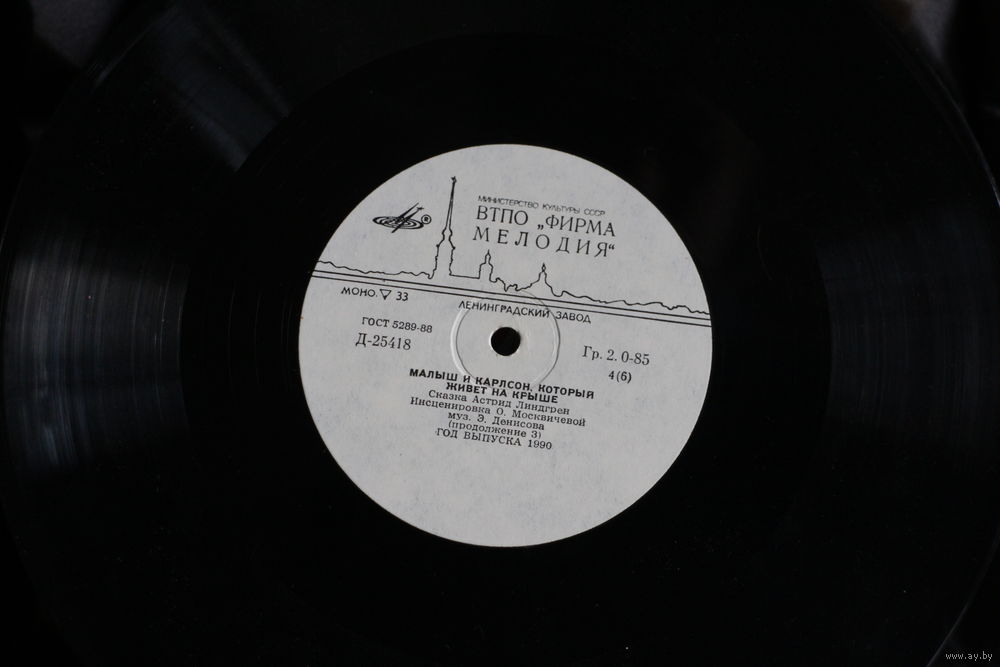 МИНИСТЕРСТВО КУЛЬТУРЫ СССР
ВТПО „ФИРМА
МЕЛОДИЯ“
®
МОНО. ▽ 33
ЛЕНИНГРАДСКИЙ ЗАВОД
ГОСТ 5289-88
Д-25418
Гр. 2. 0-85
4(6)
МАЛЫШ И КАРЛСОН, КОТОРЫЙ
ЖИВЕТ НА КРЫШЕ
Сказка Астрид Линдгрен
Инсценировка О. Москвичевой
муз. Э. Денисова
(продолжение 3)
ГОД ВЫПУСКА 1990
www.ay.by